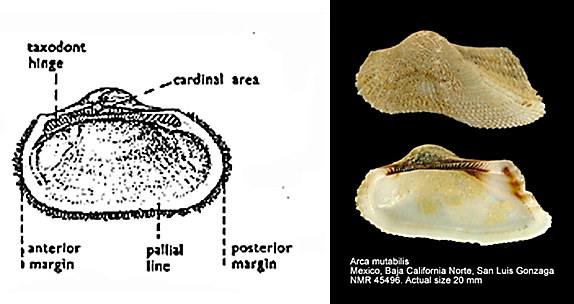 taxodont
hinge
cardinal area
anterior
margin
pallial
line
posterior
margin
Arca mutabilis
Mexico, Baja California Norte, San Luis Gonzaga
NMR 45496. Actual size 20 mm